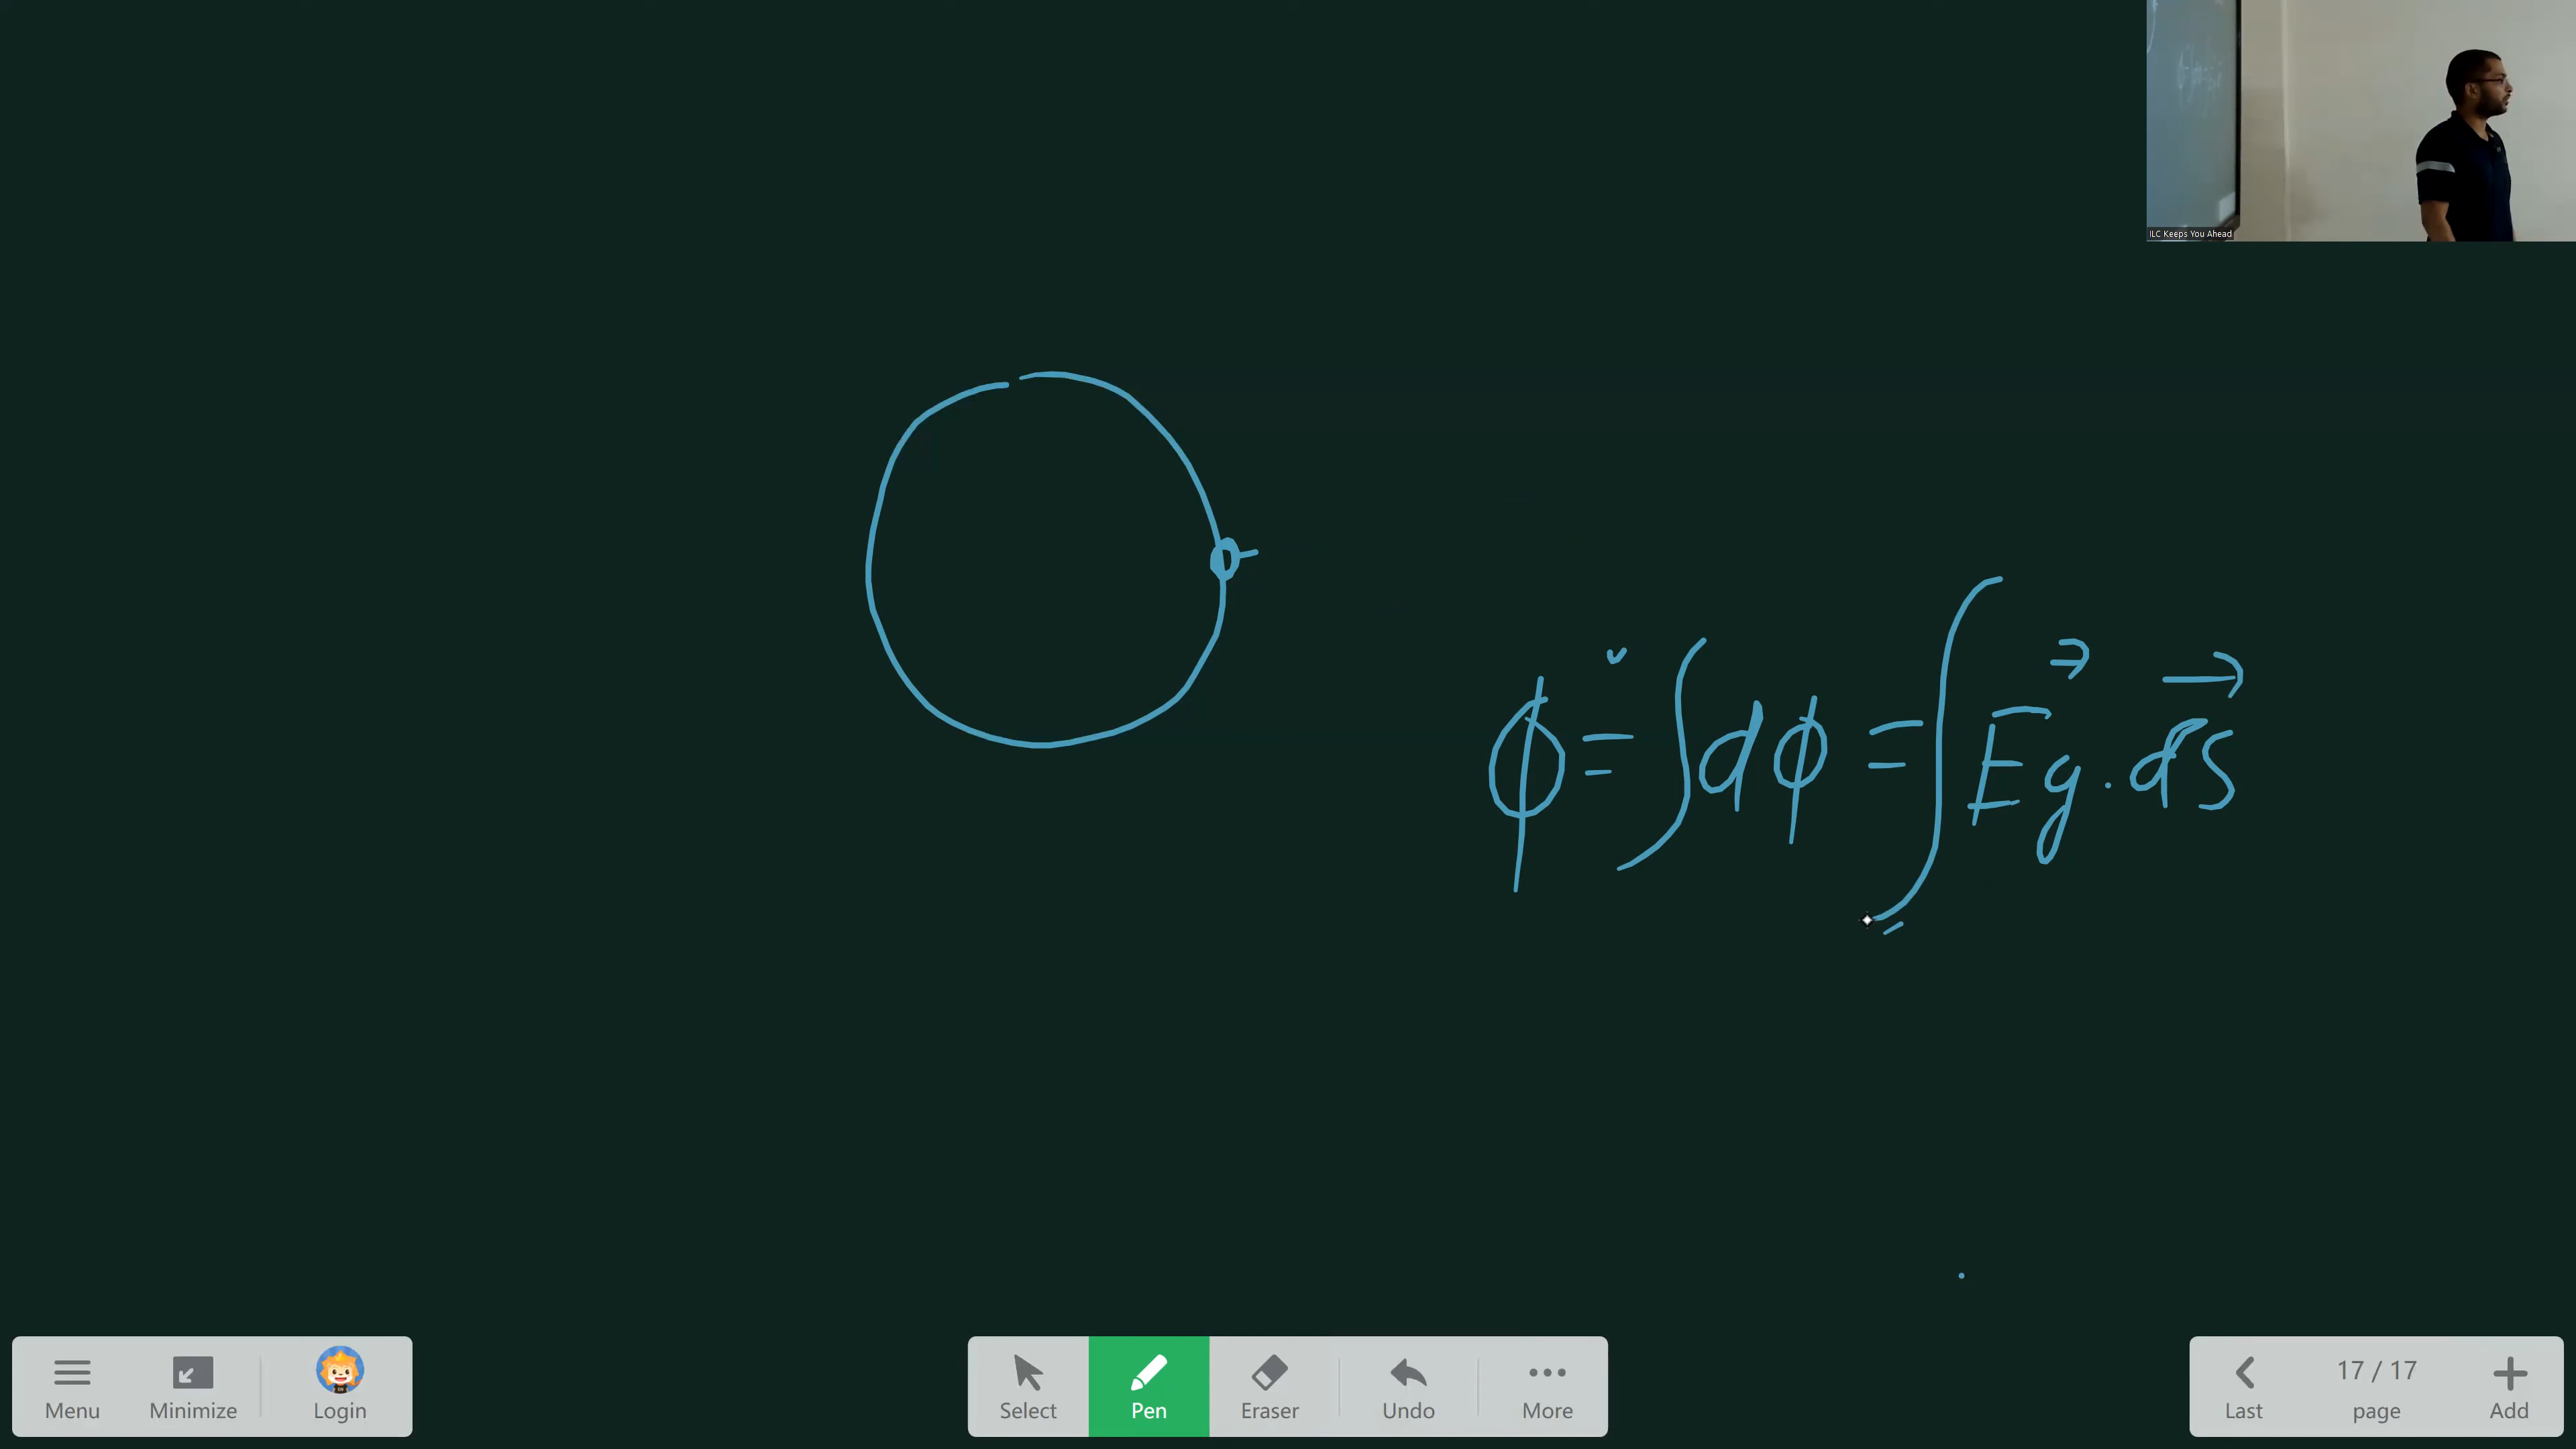 ILC Keeps You Ahead
ϕ = ∫dϕ = ∫E⃗g . d⃗s
Menu
Minimize
Login
Select
Pen
Eraser
Undo
More
Last
17 / 17
page
Add